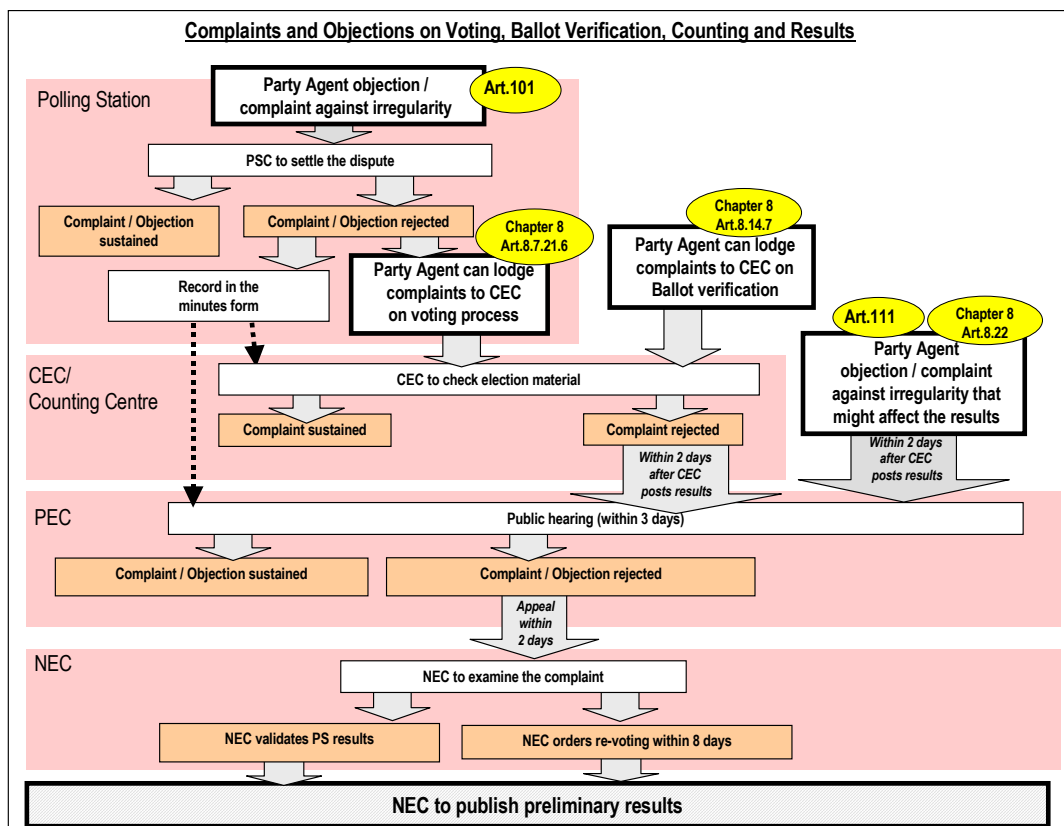 Complaints and Objections on Voting, Ballot Verification, Counting and Results
Polling Station
Party Agent objection /
complaint against irregularity
Art.101
PSC to settle the dispute
Complaint / Objection
sustained
Complaint / Objection rejected
Chapter 8
Art.8.7.21.6
Chapter 8
Art.8.14.7
Record in the
minutes form
Party Agent can lodge
complaints to CEC
on voting process
Party Agent can lodge
complaints to CEC on
Ballot verification
Art.111
Chapter 8
Art.8.22
Party Agent
objection / complaint
against irregularity that
might affect the results
CEC/
Counting Centre
CEC to check election material
Complaint sustained
Complaint rejected
Within 2 days
after CEC
posts results
Within 2 days
after CEC
posts results
PEC
Public hearing (within 3 days)
Complaint / Objection sustained
Complaint / Objection rejected
Appeal
within
2 days
NEC
NEC to examine the complaint
NEC validates PS results
NEC orders re-voting within 8 days
NEC to publish preliminary results